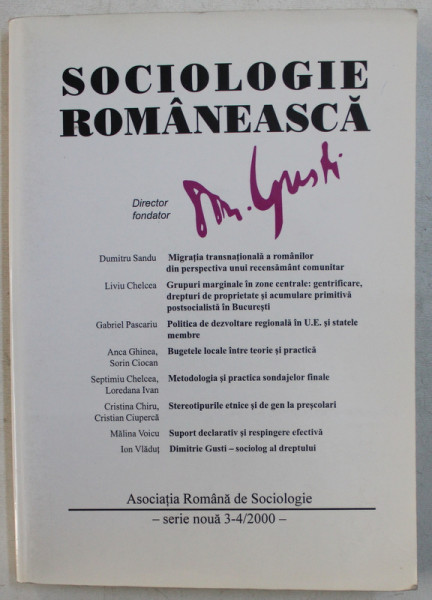 SOCIOLOGIE
ROMÂNEASCĂ
Director
fondator
Dm. Gusti
Dumitru Sandu Migrația transnațională a românilor
din perspectiva unui recensământ comunitar
Liviu Chelcea Grupuri marginale în zone centrale: gentrificare,
drepturi de proprietate și acumulare primitivă
postsocialistă în București
Gabriel Pascariu Politica de dezvoltare regională în U.E. și statele
membre
Anca Ghinea, Bugetele locale între teorie și practică
Sorin Ciocan
Septimiu Chelcea, Metodologia și practica sondajelor finale
Loredana Ivan
Cristina Chiru, Stereotipurile etnice și de gen la preșcolari
Cristian Ciupercă
Mălina Voicu Suport declarativ și respingere efectivă
Ion Vlăduț Dimitrie Gusti – sociolog al dreptului
Asociația Română de Sociologie
– serie nouă 3-4/2000 –